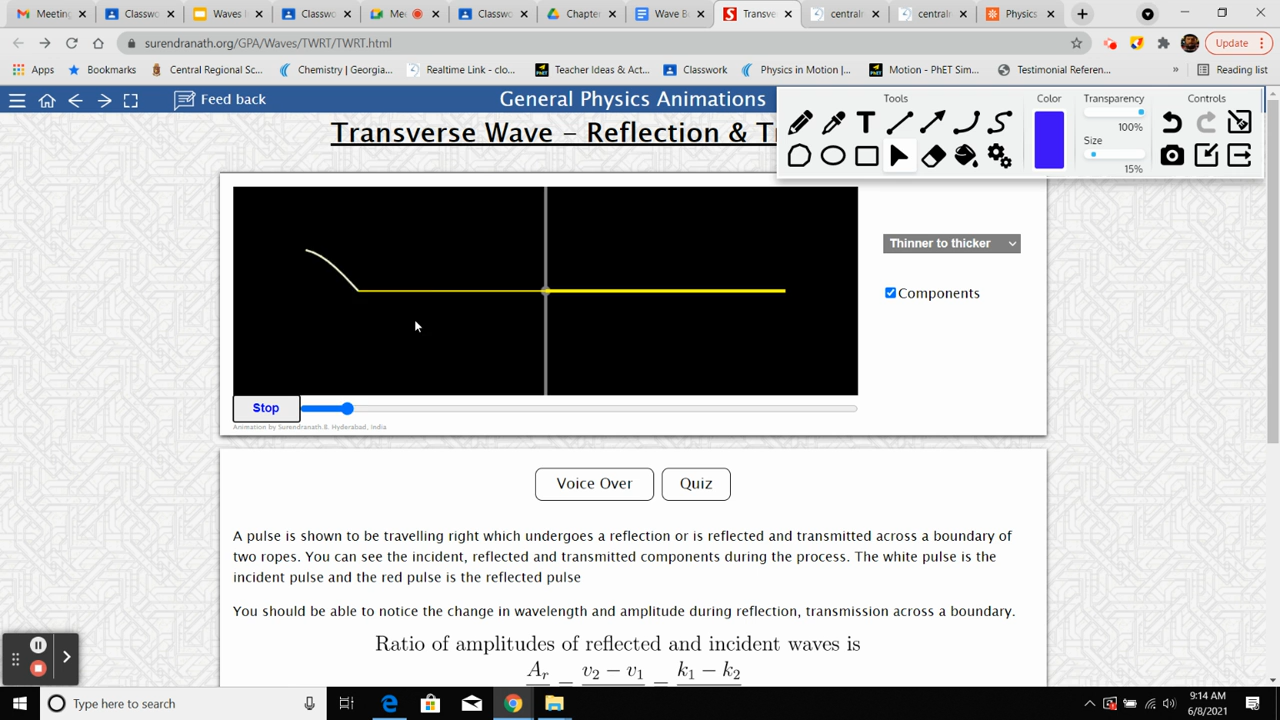 Meeting
Classwo
Waves I
Classwo
Mee
Classwo
Chapter
Wave B
Transve
centralr
centralr
Physics
surendranath.org/GPA/Waves/TWRT/TWRT.html
Update
Apps
Bookmarks
Central Regional Sc...
Chemistry | Georgia...
Realtime Link - clo...
Teacher Ideas & Act...
Classwork
Physics in Motion |...
Motion - PhET Sim...
Testimonial Referen...
»
Reading list
Feed back
General Physics Animations
Tools
Color
Transparency
Controls
100%
Size
15%
Transverse Wave – Reflection & T
Thinner to thicker
Components
Stop
Animation by Surendranath.B. Hyderabad, India
Voice Over
Quiz
A pulse is shown to be travelling right which undergoes a reflection or is reflected and transmitted across a boundary of
two ropes. You can see the incident, reflected and transmitted components during the process. The white pulse is the
incident pulse and the red pulse is the reflected pulse
You should be able to notice the change in wavelength and amplitude during reflection, transmission across a boundary.
Ratio of amplitudes of reflected and incident waves is
Ar = v2 − v1 = k1 − k2
Type here to search
9:14 AM
6/8/2021